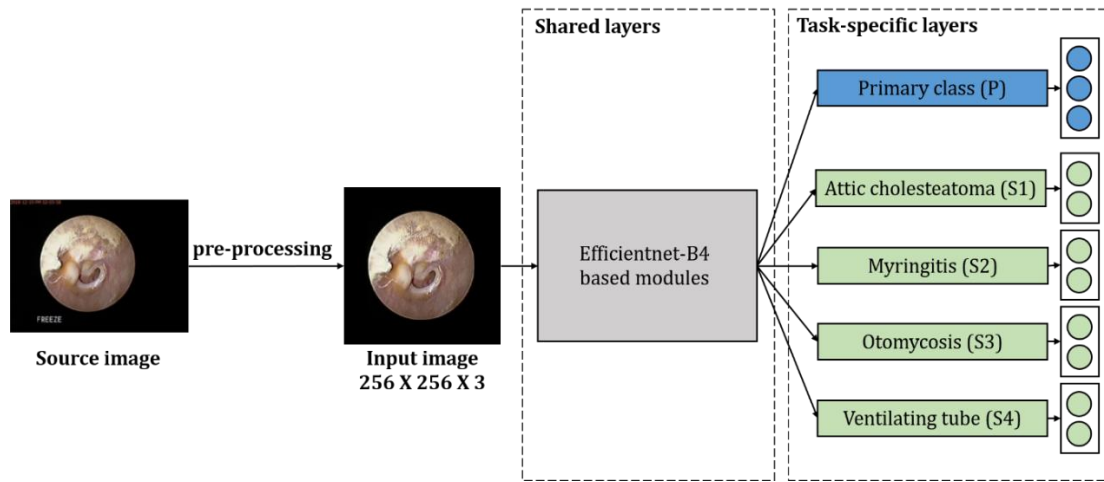 Shared layers
Task-specific layers
Primary class (P)
Attic cholesteatoma (S1)
pre-processing
Efficientnet-B4
based modules
Myringitis (S2)
FREEZE
Otomycosis (S3)
Source image
Input image
256 X 256 X 3
Ventilating tube (S4)